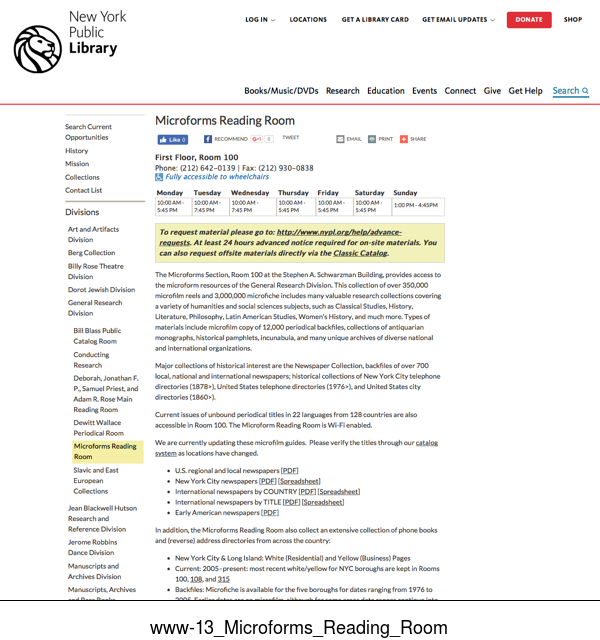 New York
Public
Library
LOG IN
LOCATIONS
GET A LIBRARY CARD
GET EMAIL UPDATES
DONATE
SHOP
Books/Music/DVDs
Research
Education
Events
Connect
Give
Get Help
Search
Search Current
Opportunities
History
Mission
Collections
Contact List
Divisions
Art and Artifacts
Division
Berg Collection
Billy Rose Theatre
Division
Dorot Jewish Division
General Research
Division
Bill Blass Public
Catalog Room
Conducting
Research
Deborah, Jonathan F.
P., Samuel Priest, and
Adam R. Rose Main
Reading Room
Dewitt Wallace
Periodical Room
Microforms Reading
Room
Slavic and East
European
Collections
Jean Blackwell Hutson
Research and
Reference Division
Jerome Robbins
Dance Division
Manuscripts and
Archives Division
Manuscripts, Archives
Microforms Reading Room
Like 0
RECOMMEND
G+1 0
TWEET
EMAIL
PRINT
SHARE
First Floor, Room 100
Phone: (212) 642-0139 | Fax: (212) 930-0838
Fully accessible to wheelchairs
Monday Tuesday Wednesday Thursday Friday Saturday Sunday
10:00 AM - 10:00 AM - 10:00 AM - 10:00 AM - 10:00 AM - 10:00 AM - 1:00 PM - 4:45PM
5:45 PM 7:45 PM 7:45 PM 5:45 PM 5:45 PM 5:45 PM
To request material please go to: http://www.nypl.org/help/advance-
requests. At least 24 hours advanced notice required for on-site materials. You
can also request offsite materials directly via the Classic Catalog.
The Microforms Section, Room 100 at the Stephen A. Schwarzman Building, provides access to
the microform resources of the General Research Division. This collection of over 350,000
microfilm reels and 3,000,000 microfiche includes many valuable research collections covering
a variety of humanities and social sciences subjects, such as Classical Studies, History,
Literature, Philosophy, Latin American Studies, Women's History, and much more. Types of
materials include microfilm copy of 12,000 periodical backfiles, collections of antiquarian
monographs, historical pamphlets, incunabula, and many unique archives of diverse national
and international organizations.
Major collections of historical interest are the Newspaper Collection, backfiles of over 700
local, national and international newspapers; historical collections of New York City telephone
directories (1878>), United States telephone directories (1976>), and United States city
directories (1860>).
Current issues of unbound periodical titles in 22 languages from 128 countries are also
accessible in Room 100. The Microforms Reading Room is Wi-Fi enabled.
We are currently updating these microfilm guides. Please verify the titles through our catalog
system as locations have changed.
• U.S. regional and local newspapers [PDF]
• New York City newspapers [PDF] [Spreadsheet]
• International newspapers by COUNTRY [PDF] [Spreadsheet]
• International newspapers by TITLE [PDF] [Spreadsheet]
• Early American newspapers [PDF]
In addition, the Microforms Reading Room also collect an extensive collection of phone books
and (reverse) address directories from across the country:
• New York City & Long Island: White (Residential) and Yellow (Business) Pages
• Current: 2005–present: most recent white/yellow for NYC boroughs are kept in Rooms
100, 108, and 315
• Backfiles: Microfiche is available for the five boroughs for dates ranging from 1976 to
www-13_Microforms_Reading_Room